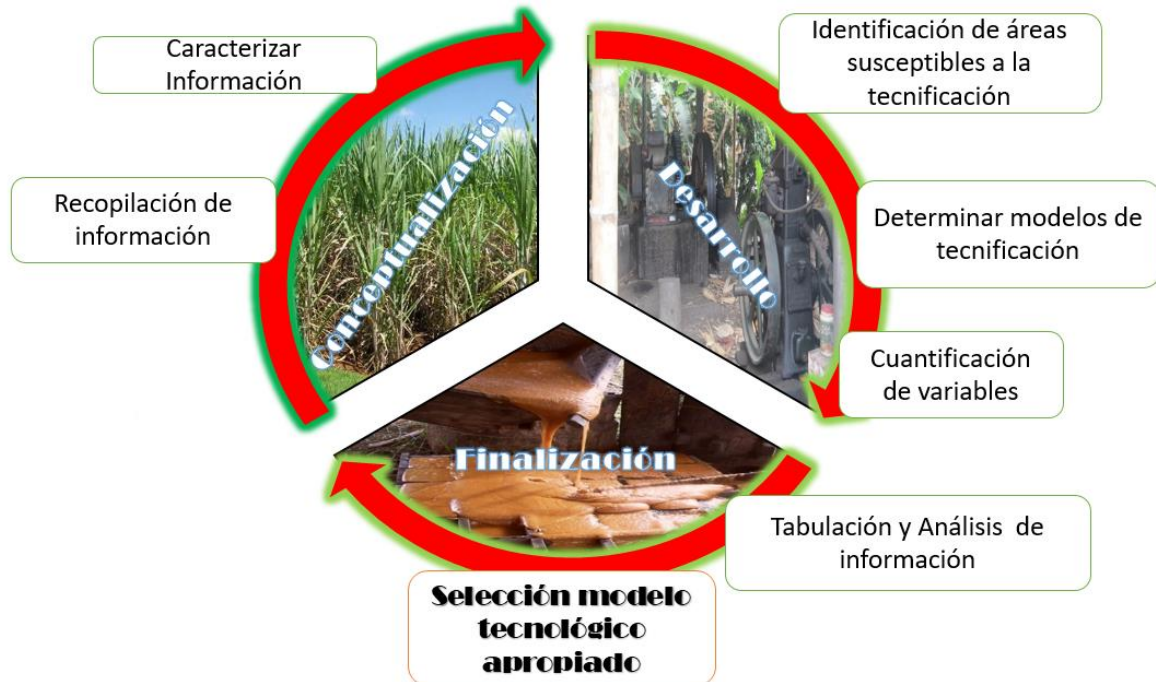 Caracterizar
Información
Recopilación de
información
Conceptualización
Identificación de áreas
susceptibles a la
tecnificación
Determinar modelos de
tecnificación
Cuantificación
de variables
Desarrollo
Tabulación y Análisis de
información
Finalización
Selección modelo
tecnológico
apropiado